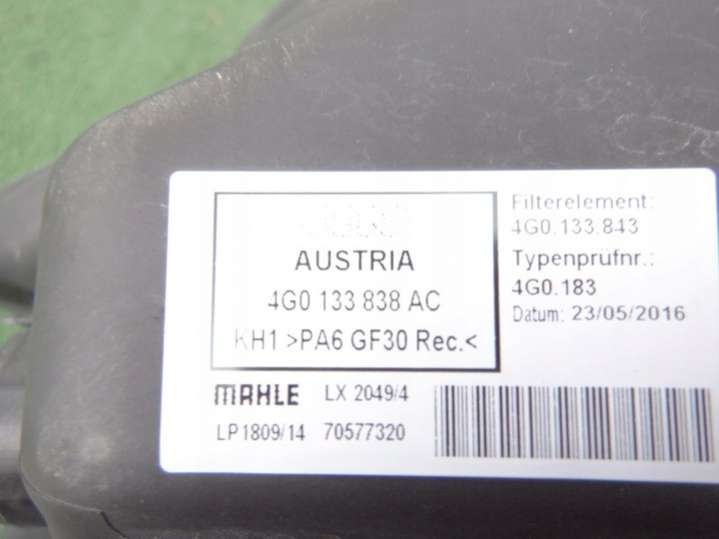 AUSTRIA
4G0 133 838 AC
KH1 >PA6 GF30 Rec.<
Filterelement:
4G0.133.843
Typenprüfnr.:
4G0.183
Datum: 23/05/2016
MAHLE LX 2049/4
LP1809/14 70577320